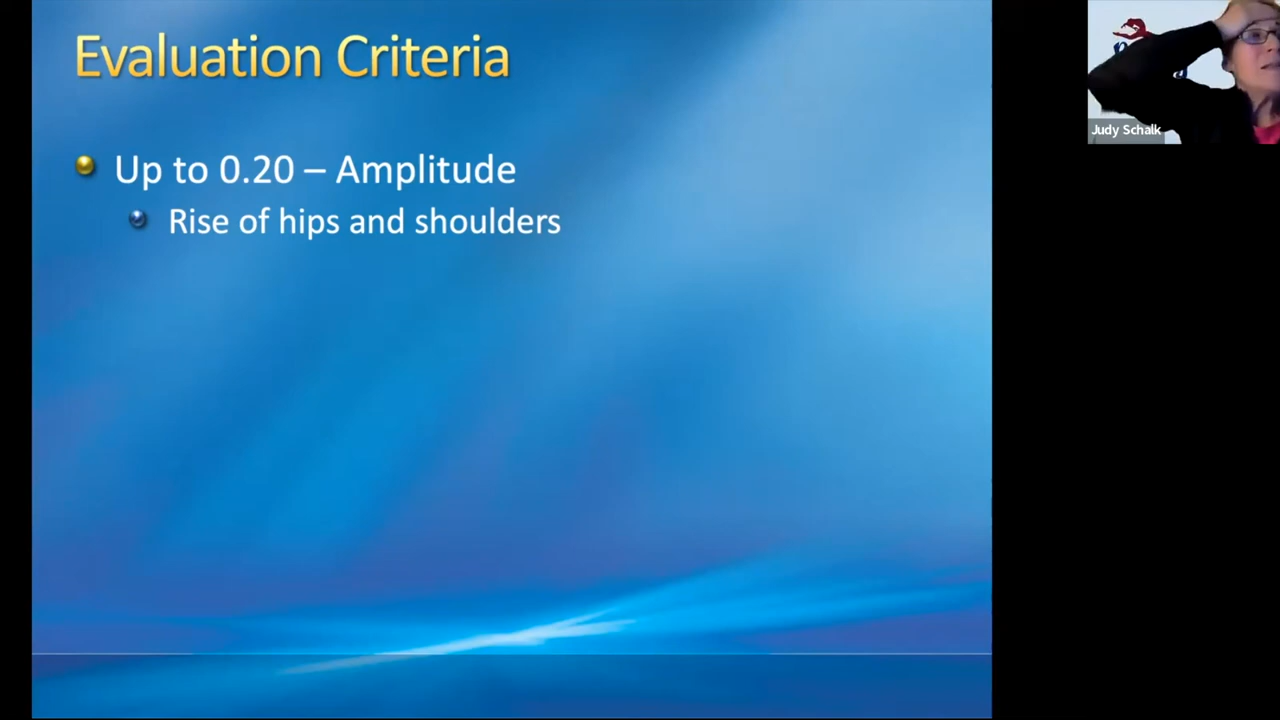 Evaluation Criteria
Up to 0.20 – Amplitude
Rise of hips and shoulders
Judy Schalk